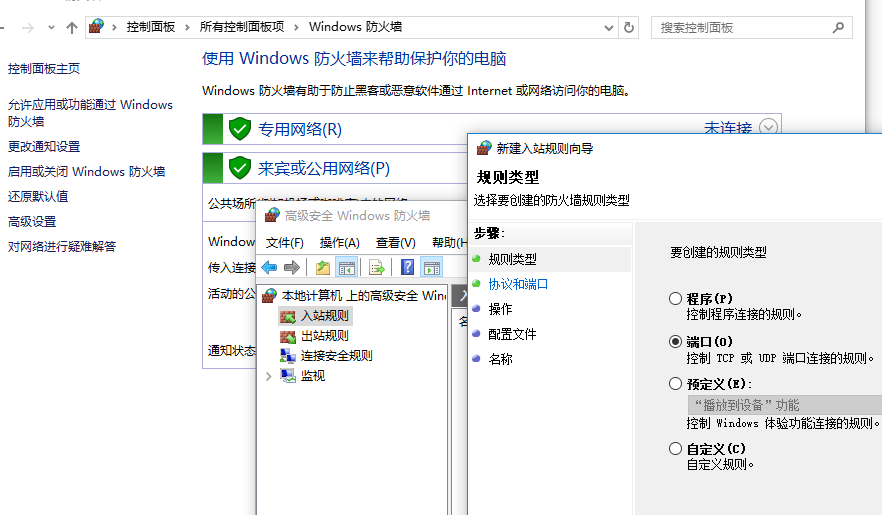 控制面板 › 所有控制面板项 › Windows 防火墙
搜索控制面板
控制面板主页
允许应用或功能通过 Windows
防火墙
更改通知设置
启用或关闭 Windows 防火墙
还原默认值
高级设置
对网络进行疑难解答
使用 Windows 防火墙来帮助保护你的电脑
Windows 防火墙有助于防止黑客或恶意软件通过 Internet 或网络访问你的电脑。
专用网络(R)
未连接
来宾或公用网络(P)
公共场所
Window
传入连接
活动的公
通知状态
高级安全 Windows 防火墙
文件(F) 操作(A) 查看(V) 帮助(H
本地计算机 上的高级安全 Win
入站规则
出站规则
连接安全规则
监视
新建入站规则向导
规则类型
选择要创建的防火墙规则类型
步骤:
规则类型
协议和端口
操作
配置文件
名称
要创建的规则类型
程序(P)
控制程序连接的规则。
端口(O)
控制 TCP 或 UDP 端口连接的规则。
预定义(E):
“播放到设备”功能
控制 Windows 体验功能连接的规则。
自定义(C)
自定义规则。